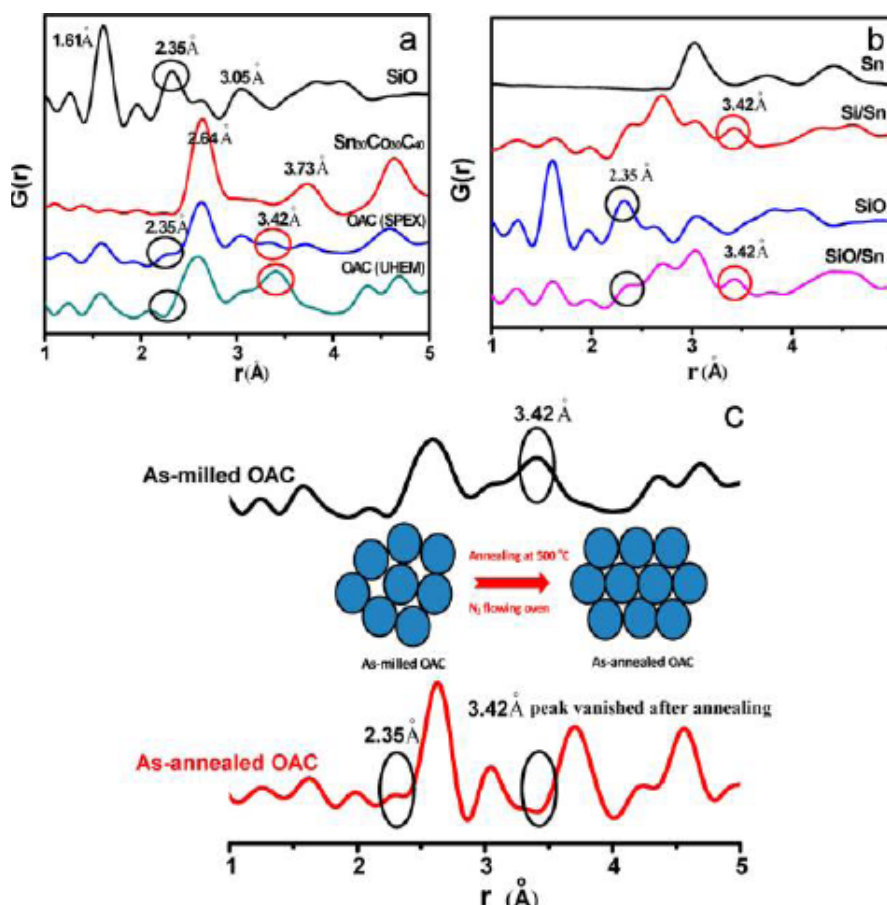 a
1.61Å
2.35Å
3.05Å
SiO
2.64Å
Sn₃₀Co₃₀C₄₀
3.73Å
2.35Å
3.42Å
OAC (SPEX)
OAC (UHEM)
G(r)
1 2 3 4 5
r (Å)
b
Sn
3.42Å
Si/Sn
2.35Å
SiO
3.42Å
SiO/Sn
G(r)
1 2 3 4
r (Å)
C
3.42Å
As-milled OAC
Annealing at 500 °C
N₂ flowing oven
As-milled OAC
As-annealed OAC
3.42Å peak vanished after annealing
2.35Å
As-annealed OAC
1 2 3 4 5
r (Å)